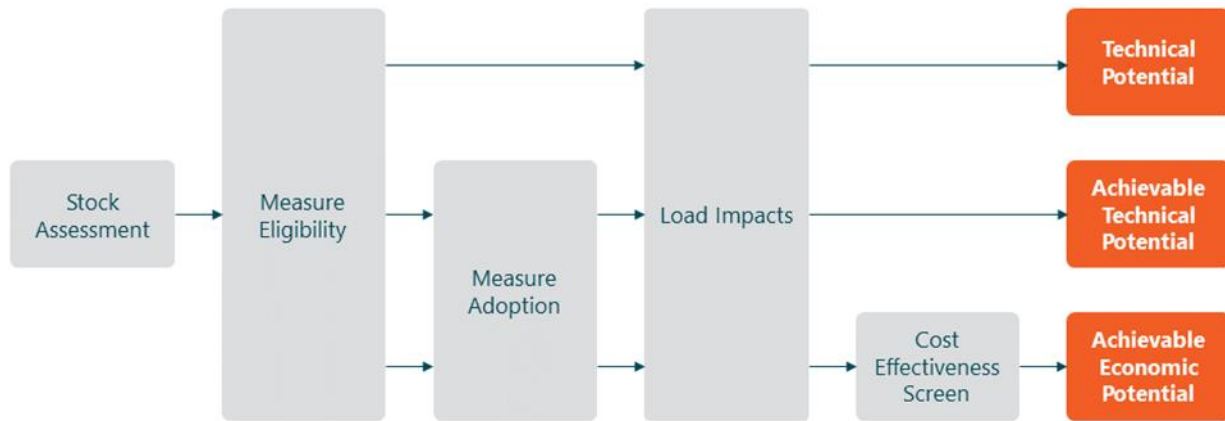 Stock
Assessment
Measure
Eligibility
Measure
Adoption
Load Impacts
Cost
Effectiveness
Screen
Technical
Potential
Achievable
Technical
Potential
Achievable
Economic
Potential